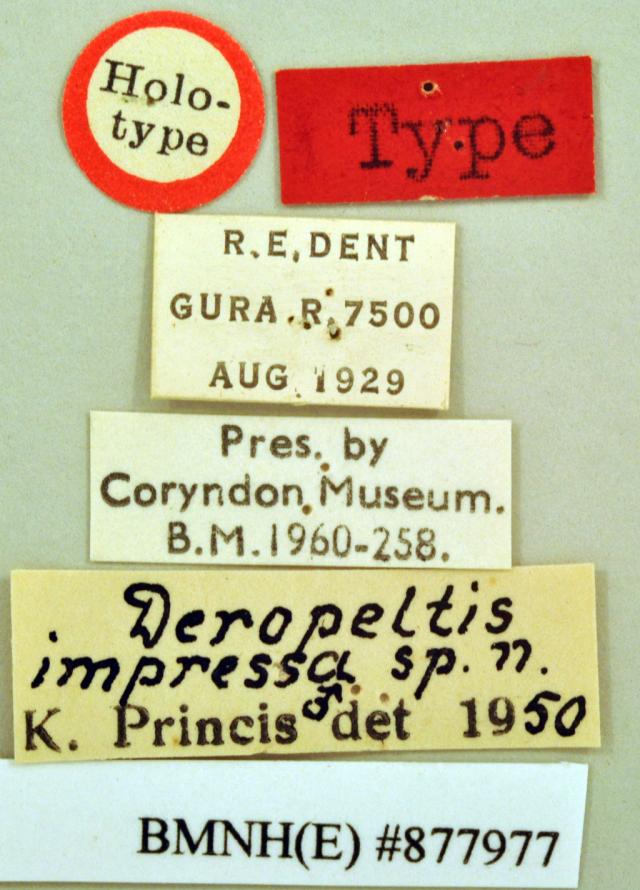 Holo-
type
Type
R.E.DENT
GURA.R.7500
AUG 1929
Pres. by
Coryndon Museum.
B.M.1960-258.
Deropeltis
impressa sp. n.
♂
K. Princis det 1950
BMNH(E) #877977